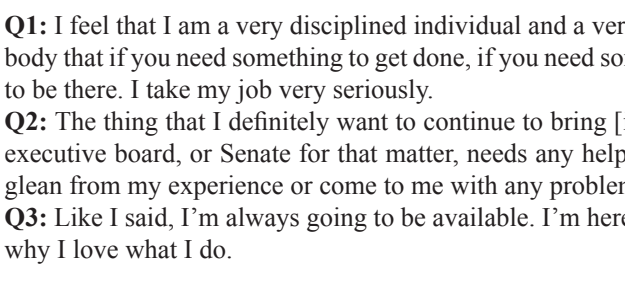 Q1: I feel that I am a very disciplined individual and a
body that if you need something to get done, if you need
to be there. I take my job very seriously.
Q2: The thing that I definitely want to continue to bring
executive board, or Senate for that matter, needs any help
glean from my experience or come to me with any
Q3: Like I said, I’m always going to be available. I’m
why I love what I do.